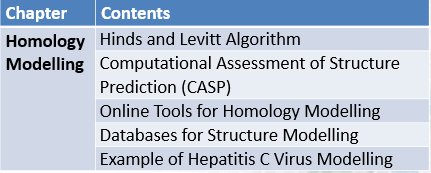 Chapter Contents
Homology Modelling Hinds and Levitt Algorithm
Computational Assessment of Structure
Prediction (CASP)
Online Tools for Homology Modelling
Databases for Structure Modelling
Example of Hepatitis C Virus Modelling